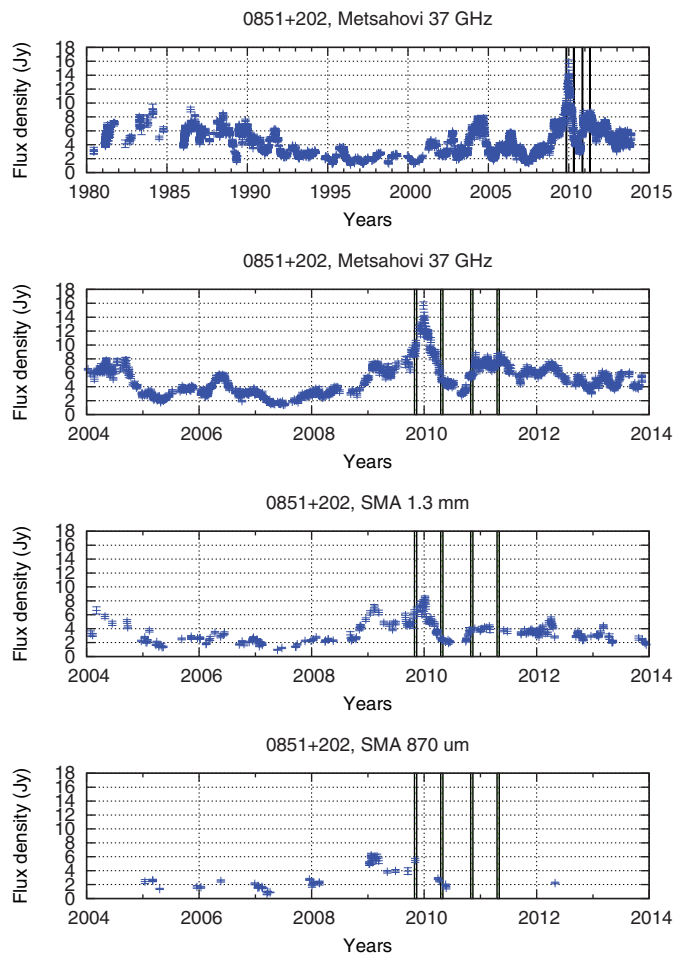 0851+202, Metsahovi 37 GHz
Flux density (Jy)
18
16
14
12
10
8
6
4
2
0
1980 1985 1990 1995 2000 2005 2010 2015
Years
0851+202, Metsahovi 37 GHz
Flux density (Jy)
18
16
14
12
10
8
6
4
2
0
2004 2006 2008 2010 2012 2014
Years
0851+202, SMA 1.3 mm
Flux density (Jy)
18
16
14
12
10
8
6
4
2
0
2004 2006 2008 2010 2012 2014
Years
0851+202, SMA 870 um
Flux density (Jy)
18
16
14
12
10
8
6
4
2
0
2004 2006 2008 2010 2012 2014
Years